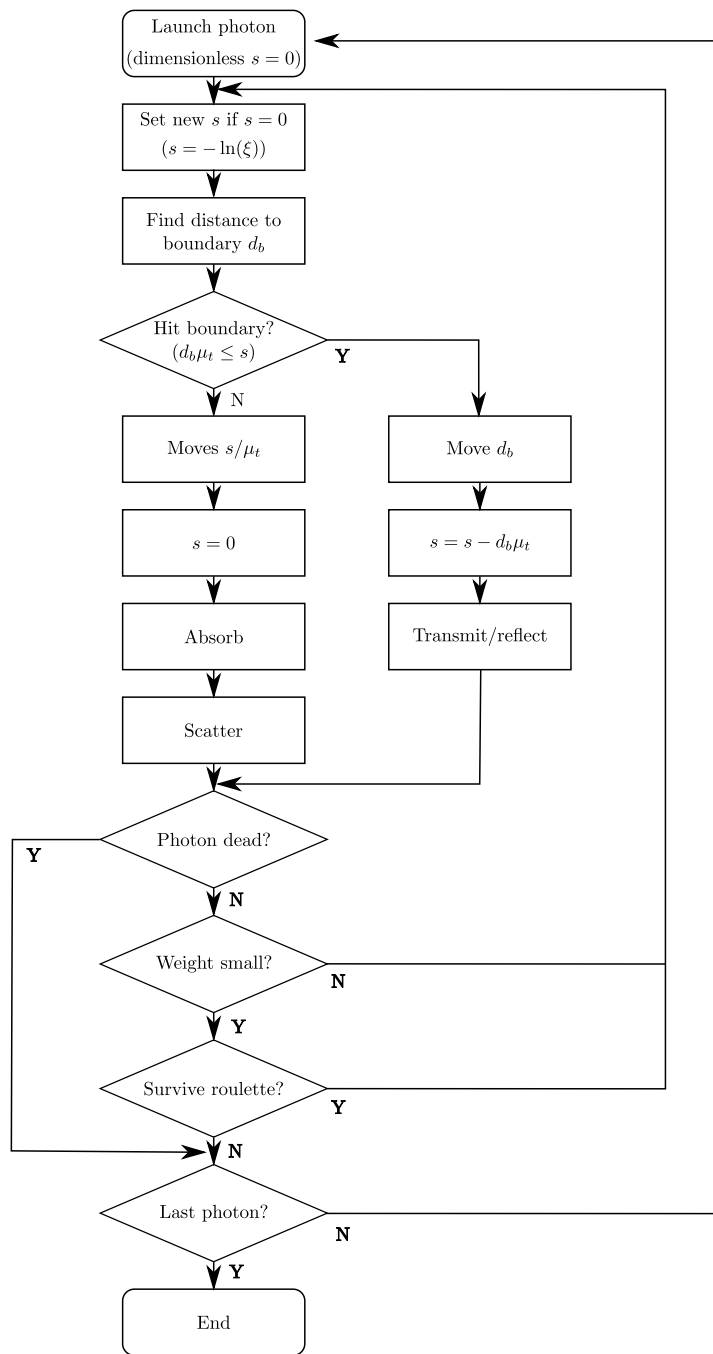 Launch photon
(dimensionless s = 0)
Set new s if s = 0
(s = − ln(ξ))
Find distance to
boundary d_b
Hit boundary?
(d_bμ_t ≤ s)
Y
N
Moves s/μ_t
Move d_b
s = 0
s = s − d_bμ_t
Absorb
Transmit/reflect
Scatter
Photon dead?
Y
N
Weight small?
N
Y
Survive roulette?
Y
N
Last photon?
N
Y
End